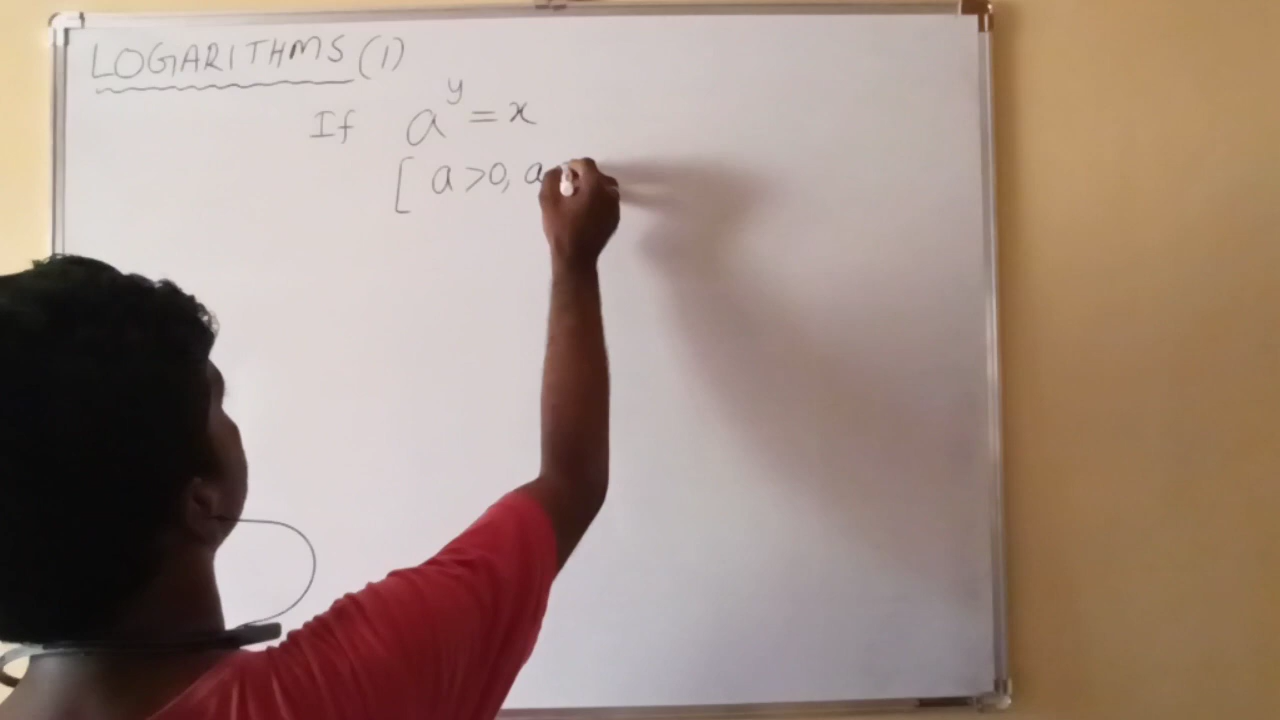 LOGARITHMS (1)
If a^y = x
[ a >0, a